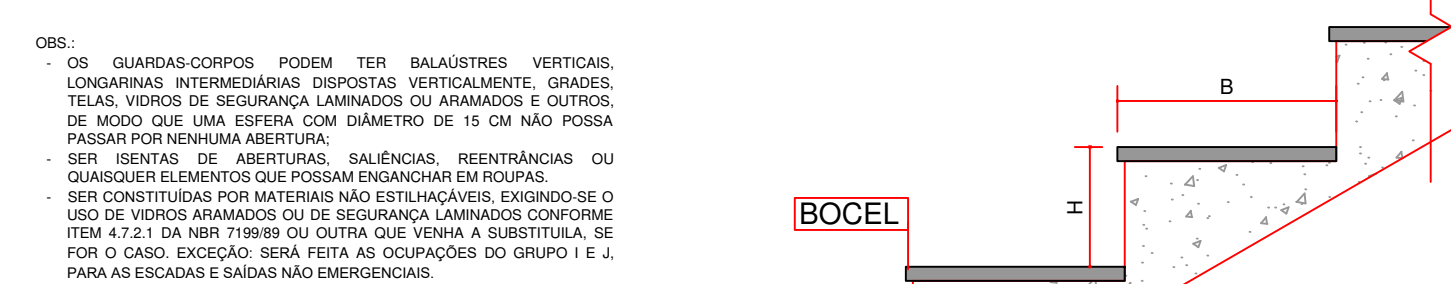 OBS.:
- OS GUARDAS-CORPOS PODEM TER BALAÚSTRES VERTICAIS,
LONGARINAS INTERMEDIÁRIAS DISPOSTAS VERTICALMENTE, GRADES,
TELAS, VIDROS DE SEGURANÇA LAMINADOS OU ARAMADOS E OUTROS,
DE MODO QUE UMA ESFERA COM DIÂMETRO DE 15 CM NÃO POSSA
PASSAR POR NENHUMA ABERTURA;
- SER ISENTAS DE ABERTURAS, SALIÊNCIAS, REENTRÂNCIAS OU
QUAISQUER ELEMENTOS QUE POSSAM ENGANCHAR EM ROUPAS.
- SER CONSTITUÍDAS POR MATERIAIS NÃO ESTILHAÇÁVEIS, EXIGINDO-SE O
USO DE VIDROS ARAMADOS OU DE SEGURANÇA LAMINADOS CONFORME
ITEM 4.7.2.1 DA NBR 7199/89 OU OUTRA QUE VENHA A SUBSTITUILA, SE
FOR O CASO. EXCEÇÃO: SERÁ FEITA AS OCUPAÇÕES DO GRUPO I E J,
PARA AS ESCADAS E SAÍDAS NÃO EMERGENCIAIS.
B
H
BOCEL